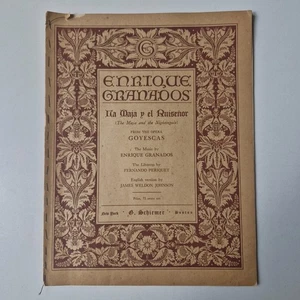 ENRIQUE
GRANADOS
La Maja y el Ruiseñor
(The Maja and the Nightingale)
FROM THE OPERA
GOYESCAS
The Music by
ENRIQUE GRANADOS
The Libretto by
FERNANDO PERIQUET
English version by
JAMES WELDON JOHNSON
New York
G. Schirmer
Boston